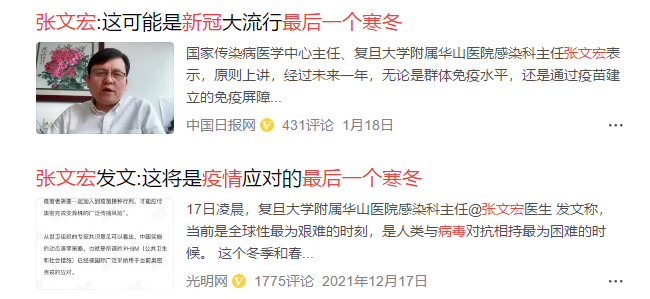 张文宏:这可能是新冠大流行最后一个寒冬
国家传染病医学中心主任、复旦大学附属华山医院感染科主任张文宏表
示，原则上讲，经过未来一年，无论是群体免疫水平，还是通过疫苗建
立的免疫屏障...
中国日报网 431评论 1月18日
张文宏发文:这将是疫情应对的最后一个寒冬
17日凌晨，复旦大学附属华山医院感染科主任@张文宏医生 发文称，
当前是全球性最为艰难的时刻，是人类与病毒对抗相持最为困难的时
候。 这个冬季和春...
光明网 1775评论 2021年12月17日